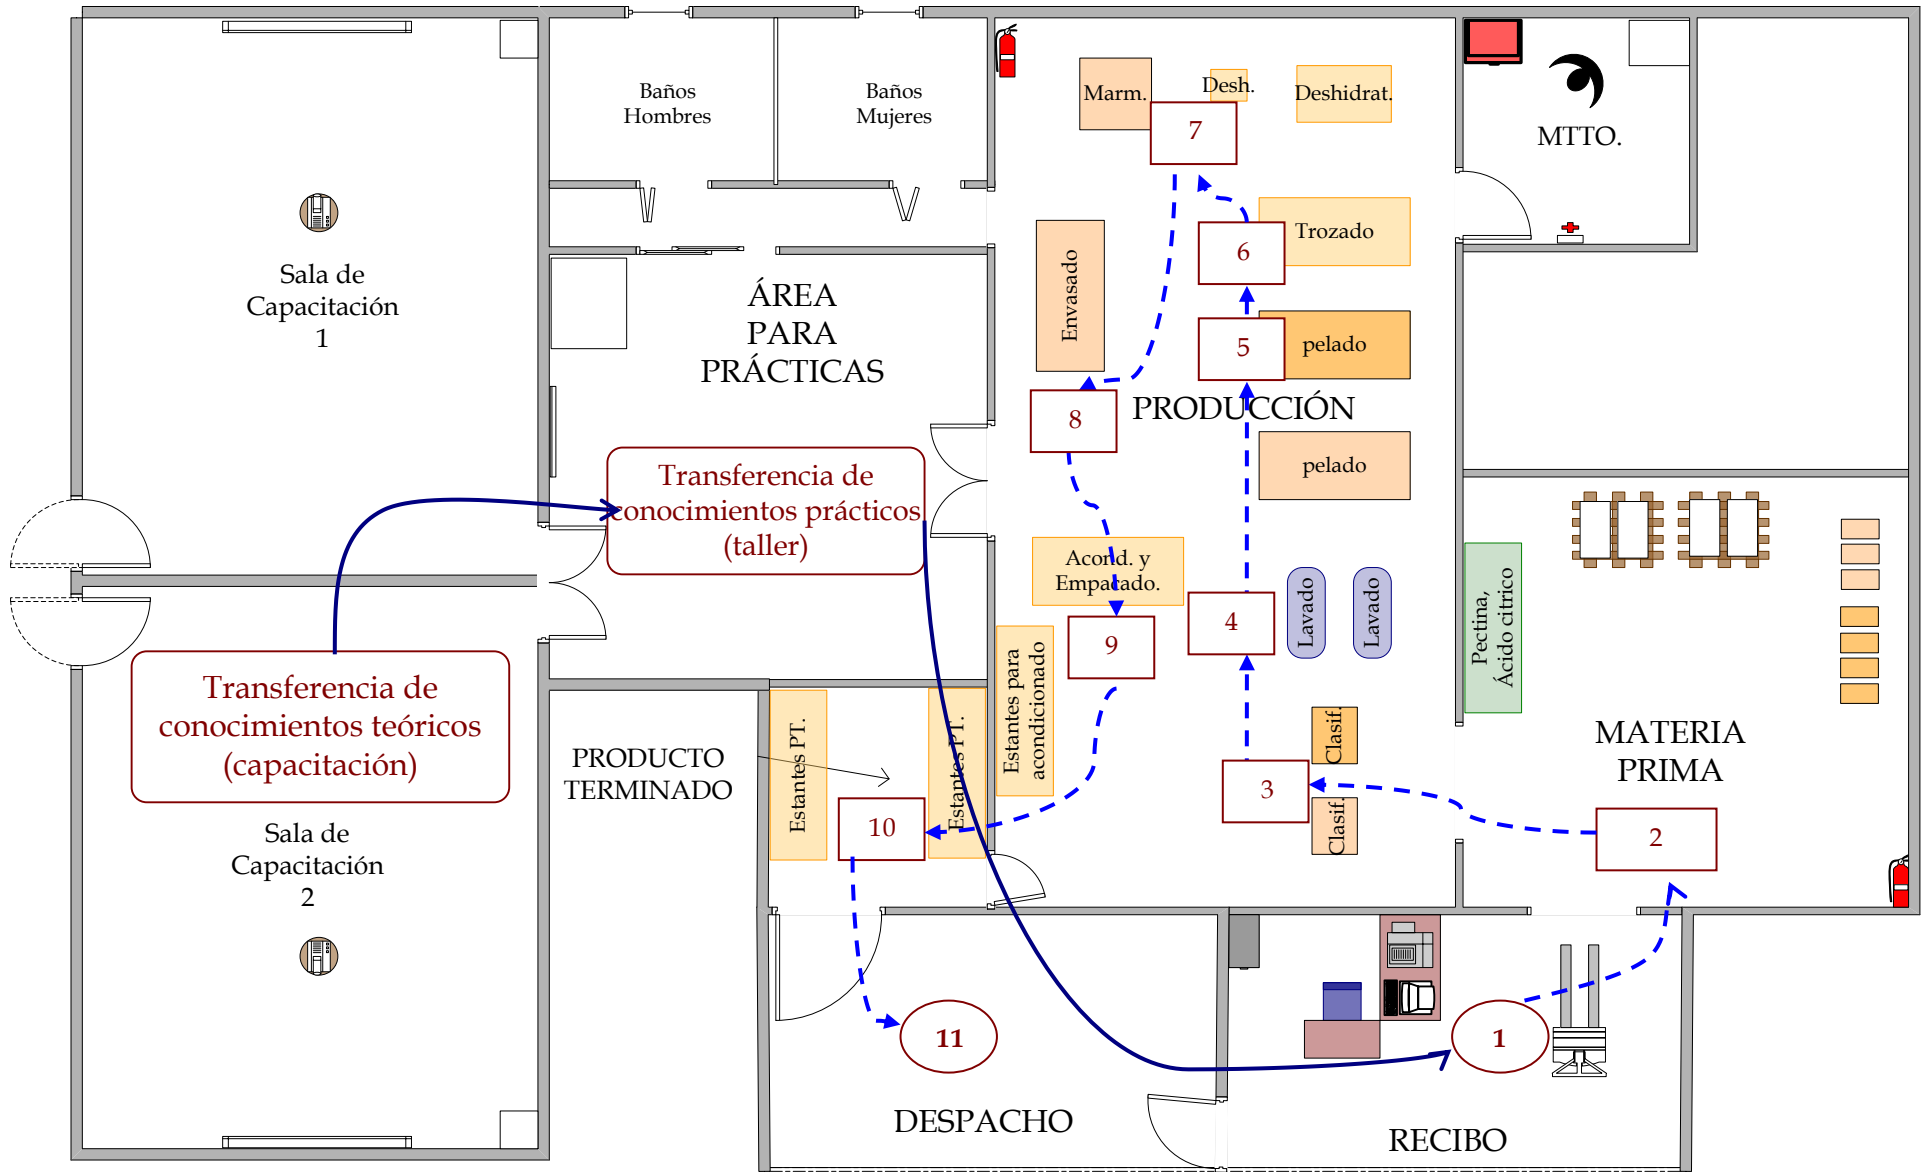 Baños
Hombres
Baños
Mujeres
Marm.
Desh.
Deshidrat.
7
MTTO.
Sala de
Capacitación
1
ÁREA
PARA
PRÁCTICAS
Envasado
6
Trozado
5
pelado
8
PRODUCCIÓN
pelado
Transferencia de
conocimientos prácticos
(taller)
Acond. y
Empacado.
9
4
Lavado
Lavado
Pectina,
Ácido citrico
Transferencia de
conocimientos teóricos
(capacitación)
Estantes para
acondicionado
Clasif.
3
Clasif.
MATERIA
PRIMA
2
PRODUCTO
TERMINADO
Estantes PT.
Estantes PT.
10
Sala de
Capacitación
2
11
1
DESPACHO
RECIBO